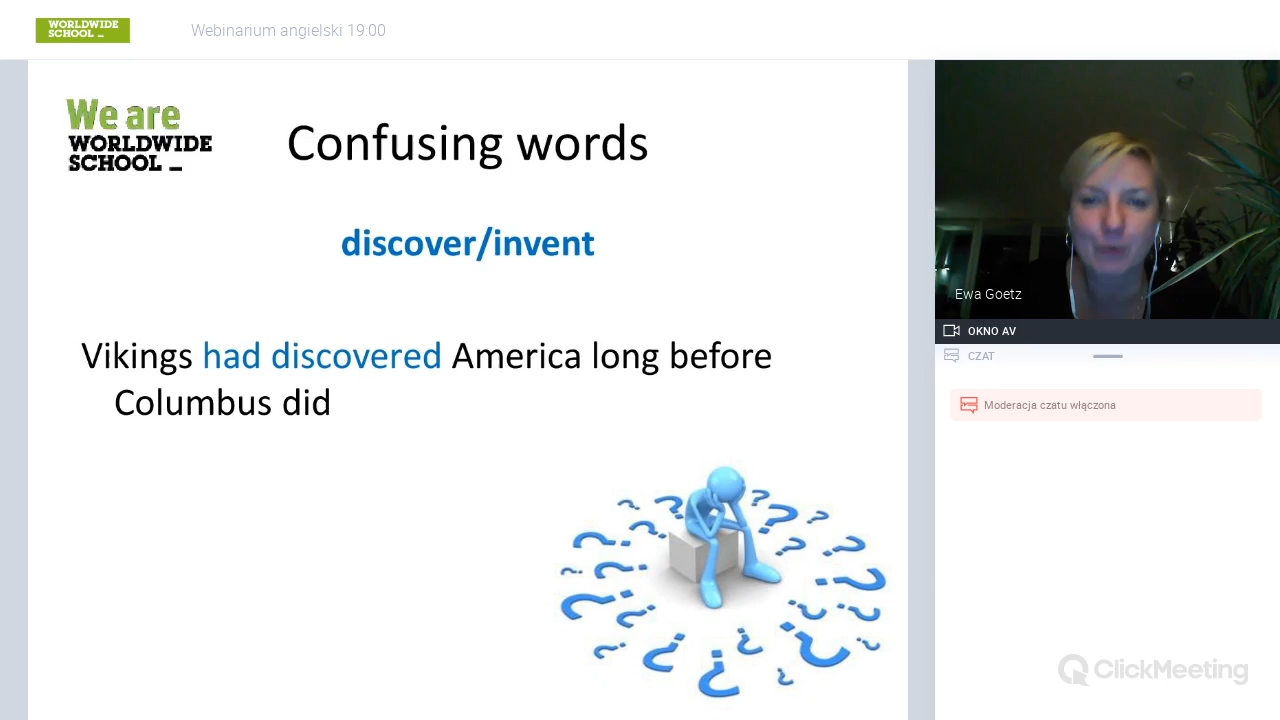 WORLDWIDE
SCHOOL _
Webinarium angielski 19:00
We are
WORLDWIDE
SCHOOL _
Confusing words
discover/invent
Vikings had discovered America long before
Columbus did
Ewa Goetz
OKNO AV
CZAT
Moderacja czatu włączona
ClickMeeting